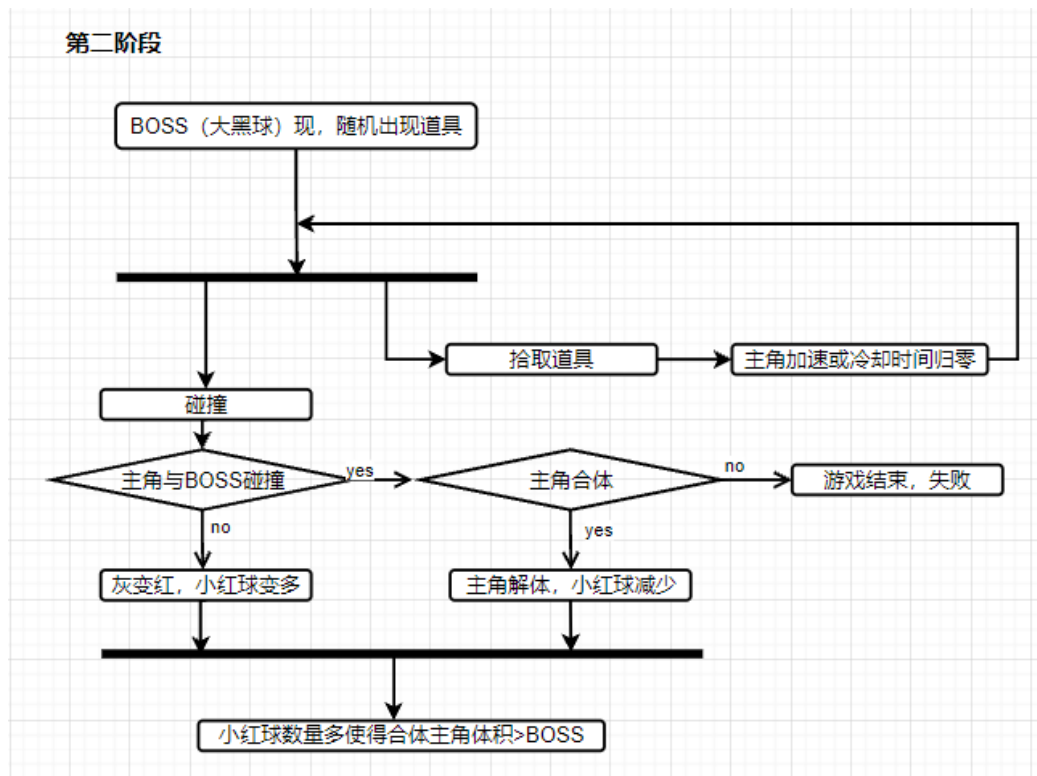 第二阶段
BOSS（大黑球）现，随机出现道具
拾取道具
主角加速或冷却时间归零
碰撞
主角与BOSS碰撞
yes
主角合体
no
游戏结束，失败
no
yes
灰变红，小红球变多
主角解体，小红球减少
小红球数量多使得合体主角体积>BOSS